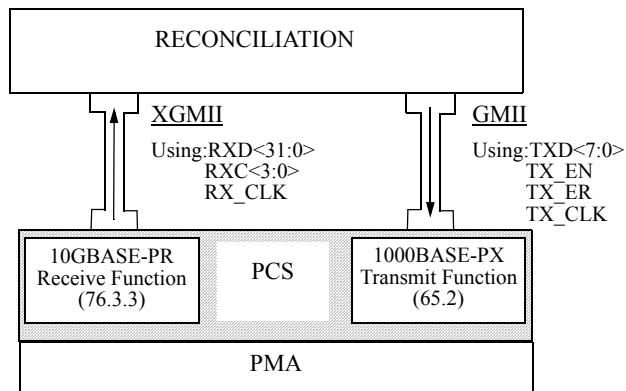 RECONCILIATION
XGMII
Using:RXD<31:0>
RXC<3:0>
RX_CLK
GMII
Using:TXD<7:0>
TX_EN
TX_ER
TX_CLK
10GBASE-PR
Receive Function
(76.3.3)
PCS
1000BASE-PX
Transmit Function
(65.2)
PMA